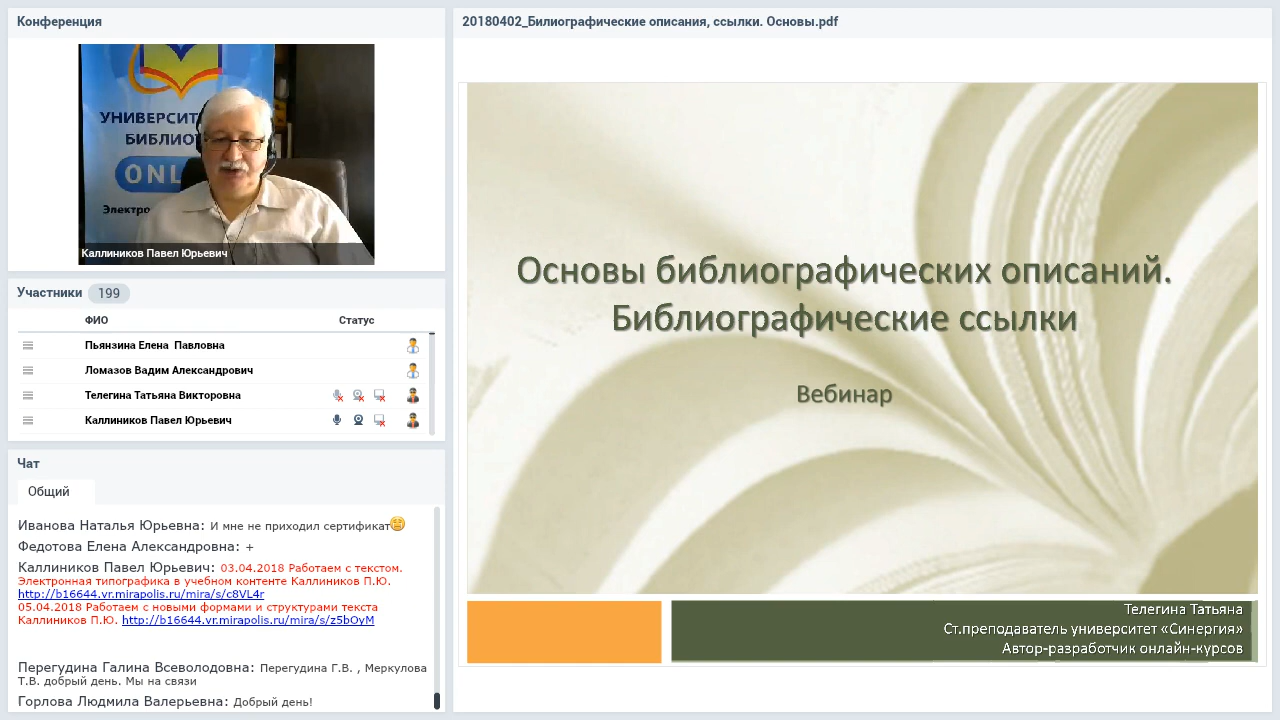 Конференция
УНИВЕРСИТ
БИБЛИО
ONL
Электро
Каллиников Павел Юрьевич
Участники 199
ФИО Статус
Пьянзина Елена Павловна
Ломазов Вадим Александрович
Телегина Татьяна Викторовна
Каллиников Павел Юрьевич
Чат
Общий
Иванова Наталья Юрьевна: И мне не приходил сертификат
Федотова Елена Александровна: +
Каллиников Павел Юрьевич: 03.04.2018 Работаем с текстом.
Электронная типографика в учебном контенте Каллиников П.Ю.
http://b16644.vr.mirapolis.ru/mira/s/c8VL4r
05.04.2018 Работаем с новыми формами и структурами текста
Каллиников П.Ю. http://b16644.vr.mirapolis.ru/mira/s/z5bOyM
Перегудина Галина Всеволодовна: Перегудина Г.В. , Меркулова
Т.В. добрый день. Мы на связи
Горлова Людмила Валерьевна: Добрый день!
20180402_Билиографические описания, ссылки. Основы.pdf
Основы библиографических описаний.
Библиографические ссылки
Вебинар
Телегина Татьяна
Ст.преподаватель университет «Синергия»
Автор-разработчик онлайн-курсов